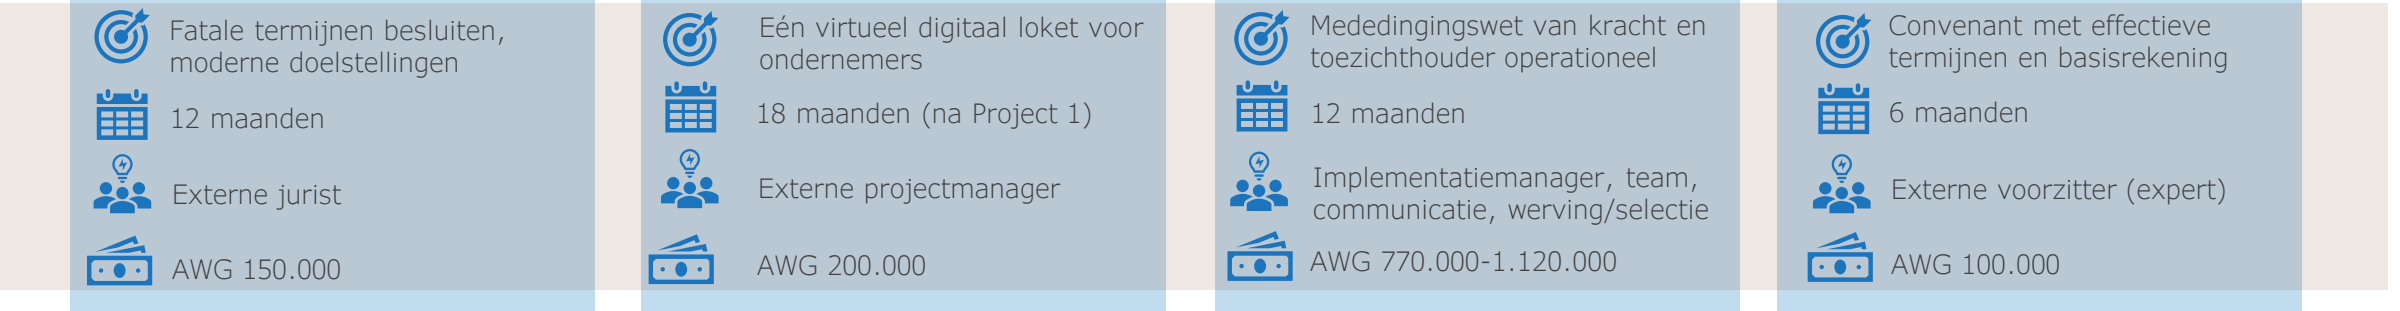 Fatale termijnen besluiten,
moderne doelstellingen
12 maanden
Externe jurist
AWG 150.000
Eén virtueel digitaal loket voor
ondernemers
18 maanden (na Project 1)
Externe projectmanager
AWG 200.000
Mededingingswet van kracht en
toezichthouder operationeel
12 maanden
Implementatiemanager, team,
communicatie, werving/selectie
AWG 770.000-1.120.000
Convenant met effectieve
termijnen en basisrekening
6 maanden
Externe voorzitter (expert)
AWG 100.000